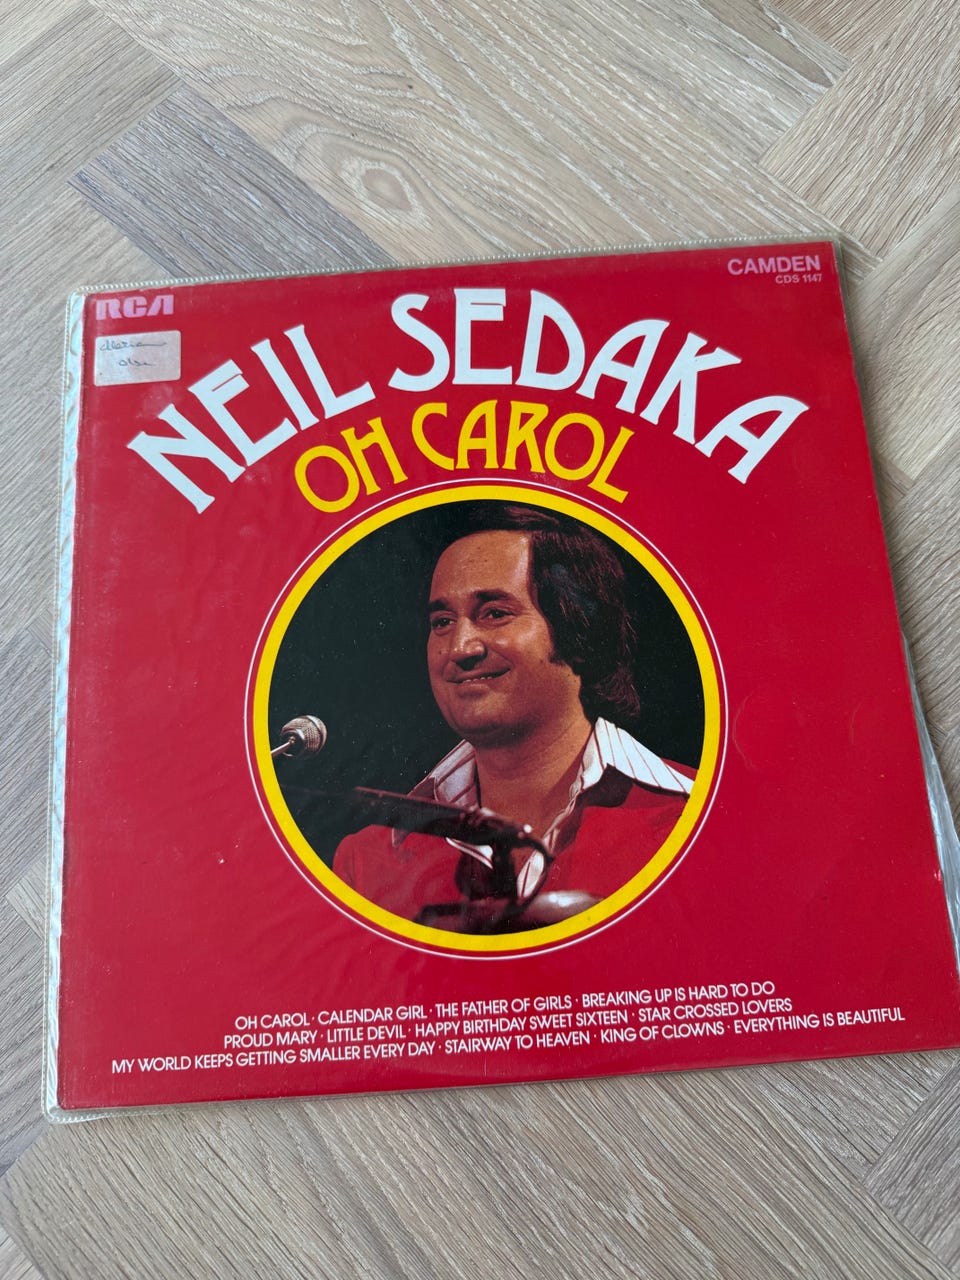 RCA
CAMDEN
CDS 1147
NEIL SEDAKA
OH CAROL
OH CAROL · CALENDAR GIRL · THE FATHER OF GIRLS · BREAKING UP IS HARD TO DO
PROUD MARY · LITTLE DEVIL · HAPPY BIRTHDAY SWEET SIXTEEN · STAR CROSSED LOVERS
MY WORLD KEEPS GETTING SMALLER EVERY DAY · STAIRWAY TO HEAVEN · KING OF CLOWNS · EVERYTHING IS BEAUTIFUL